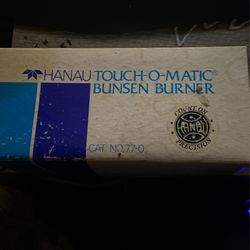 HANAU TOUCH-O-MATIC®
BUNSEN BURNER
COUNT ON
HANAU
PRECISION
CAT. NO. 77-0